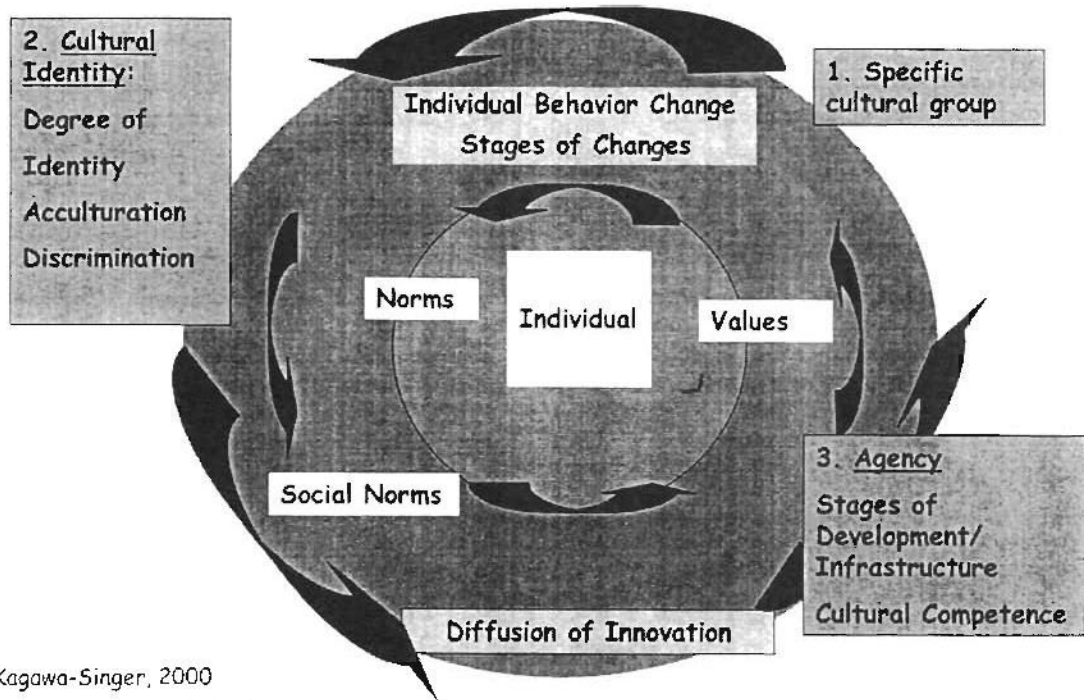 2. Cultural
Identity:
Degree of
Identity
Acculturation
Discrimination
1. Specific
cultural group
Individual Behavior Change
Stages of Changes
Norms
Individual
Values
Social Norms
3. Agency
Stages of
Development/
Infrastructure
Cultural Competence
Diffusion of Innovation
Kagawa-Singer, 2000